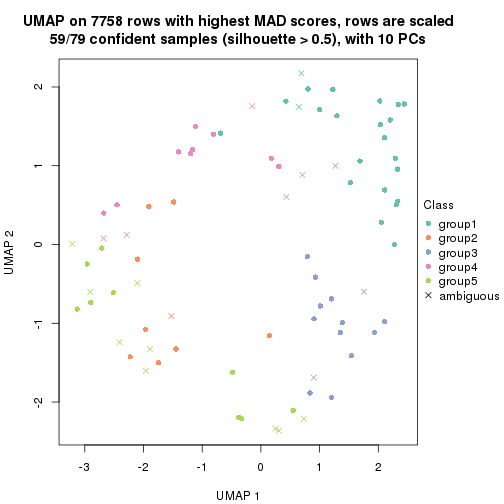 UMAP on 7758 rows with highest MAD scores, rows are scaled
59/79 confident samples (silhouette > 0.5), with 10 PCs
2
1
0
-1
-2
UMAP 2
-3
-2
-1
0
1
2
UMAP 1
Class
group1
group2
group3
group4
group5
ambiguous